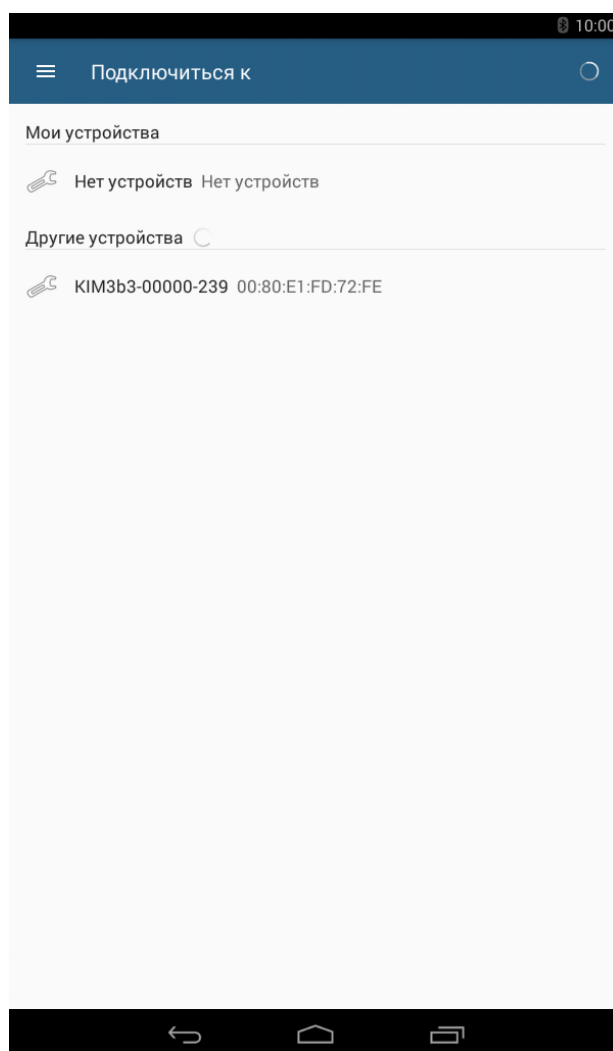 10:00
Подключиться к
Мои устройства
Нет устройств Нет устройств
Другие устройства
KIM3b3-00000-239 00:80:E1:FD:72:FE